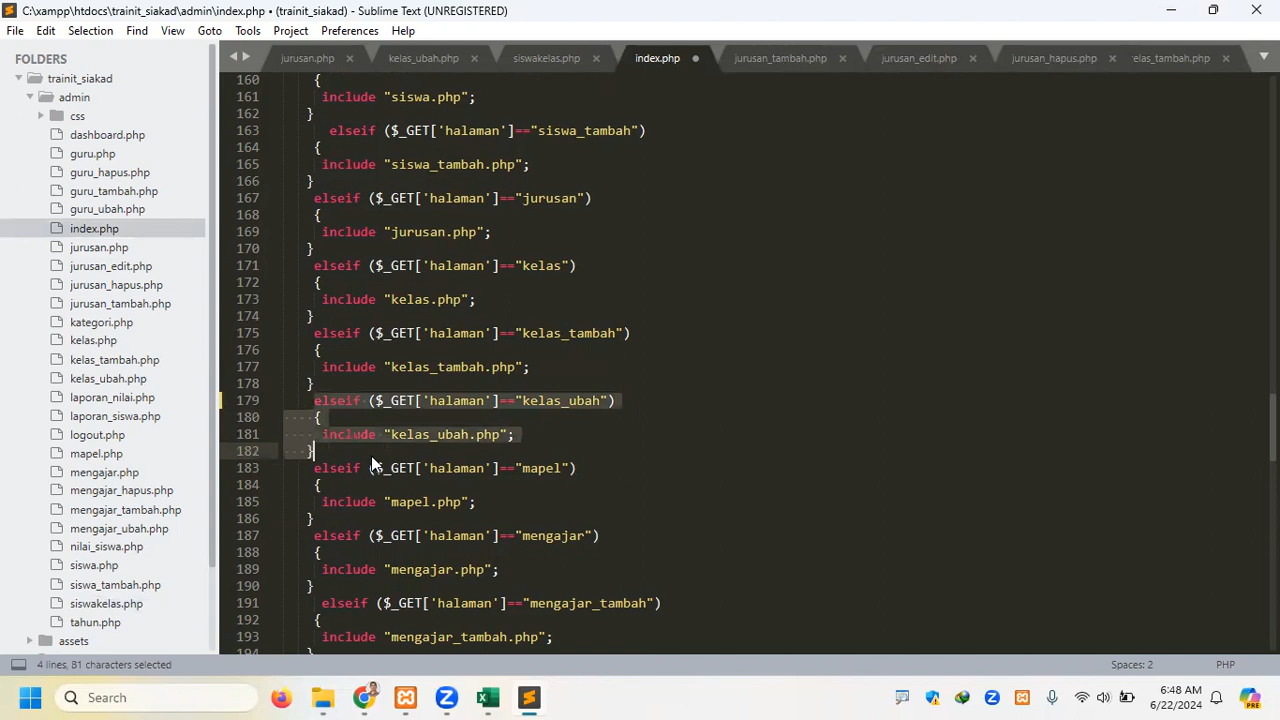 C:\xampp\htdocs\trainit_siakad\admin\index.php • (trainit_siakad) - Sublime Text (UNREGISTERED)
File Edit Selection Find View Goto Tools Project Preferences Help
FOLDERS
trainit_siakad
admin
css
dashboard.php
guru.php
guru_hapus.php
guru_tambah.php
guru_ubah.php
index.php
jurusan.php
jurusan_edit.php
jurusan_hapus.php
jurusan_tambah.php
kategori.php
kelas.php
kelas_tambah.php
kelas_ubah.php
laporan_nilai.php
laporan_siswa.php
logout.php
mapel.php
mengajar.php
mengajar_hapus.php
mengajar_tambah.php
mengajar_ubah.php
nilai_siswa.php
siswa.php
siswa_tambah.php
siswakelas.php
tahun.php
assets
jurusan.php kelas_ubah.php siswakelas.php index.php jurusan_tambah.php jurusan_edit.php jurusan_hapus.php elas_tambah.php
160 {
161 include "siswa.php";
162 }
163 elseif ($_GET['halaman']=="siswa_tambah")
164 {
165 include "siswa_tambah.php";
166 }
167 elseif ($_GET['halaman']=="jurusan")
168 {
169 include "jurusan.php";
170 }
171 elseif ($_GET['halaman']=="kelas")
172 {
173 include "kelas.php";
174 }
175 elseif ($_GET['halaman']=="kelas_tambah")
176 {
177 include "kelas_tambah.php";
178 }
179 elseif ($_GET['halaman']=="kelas_ubah")
180 {
181 include "kelas_ubah.php";
182 }
183 elseif ($_GET['halaman']=="mapel")
184 {
185 include "mapel.php";
186 }
187 elseif ($_GET['halaman']=="mengajar")
188 {
189 include "mengajar.php";
190 }
191 elseif ($_GET['halaman']=="mengajar_tambah")
192 {
193 include "mengajar_tambah.php";
194 }
4 lines, 81 characters selected
Spaces: 2 PHP
Search
6:48 AM
6/22/2024